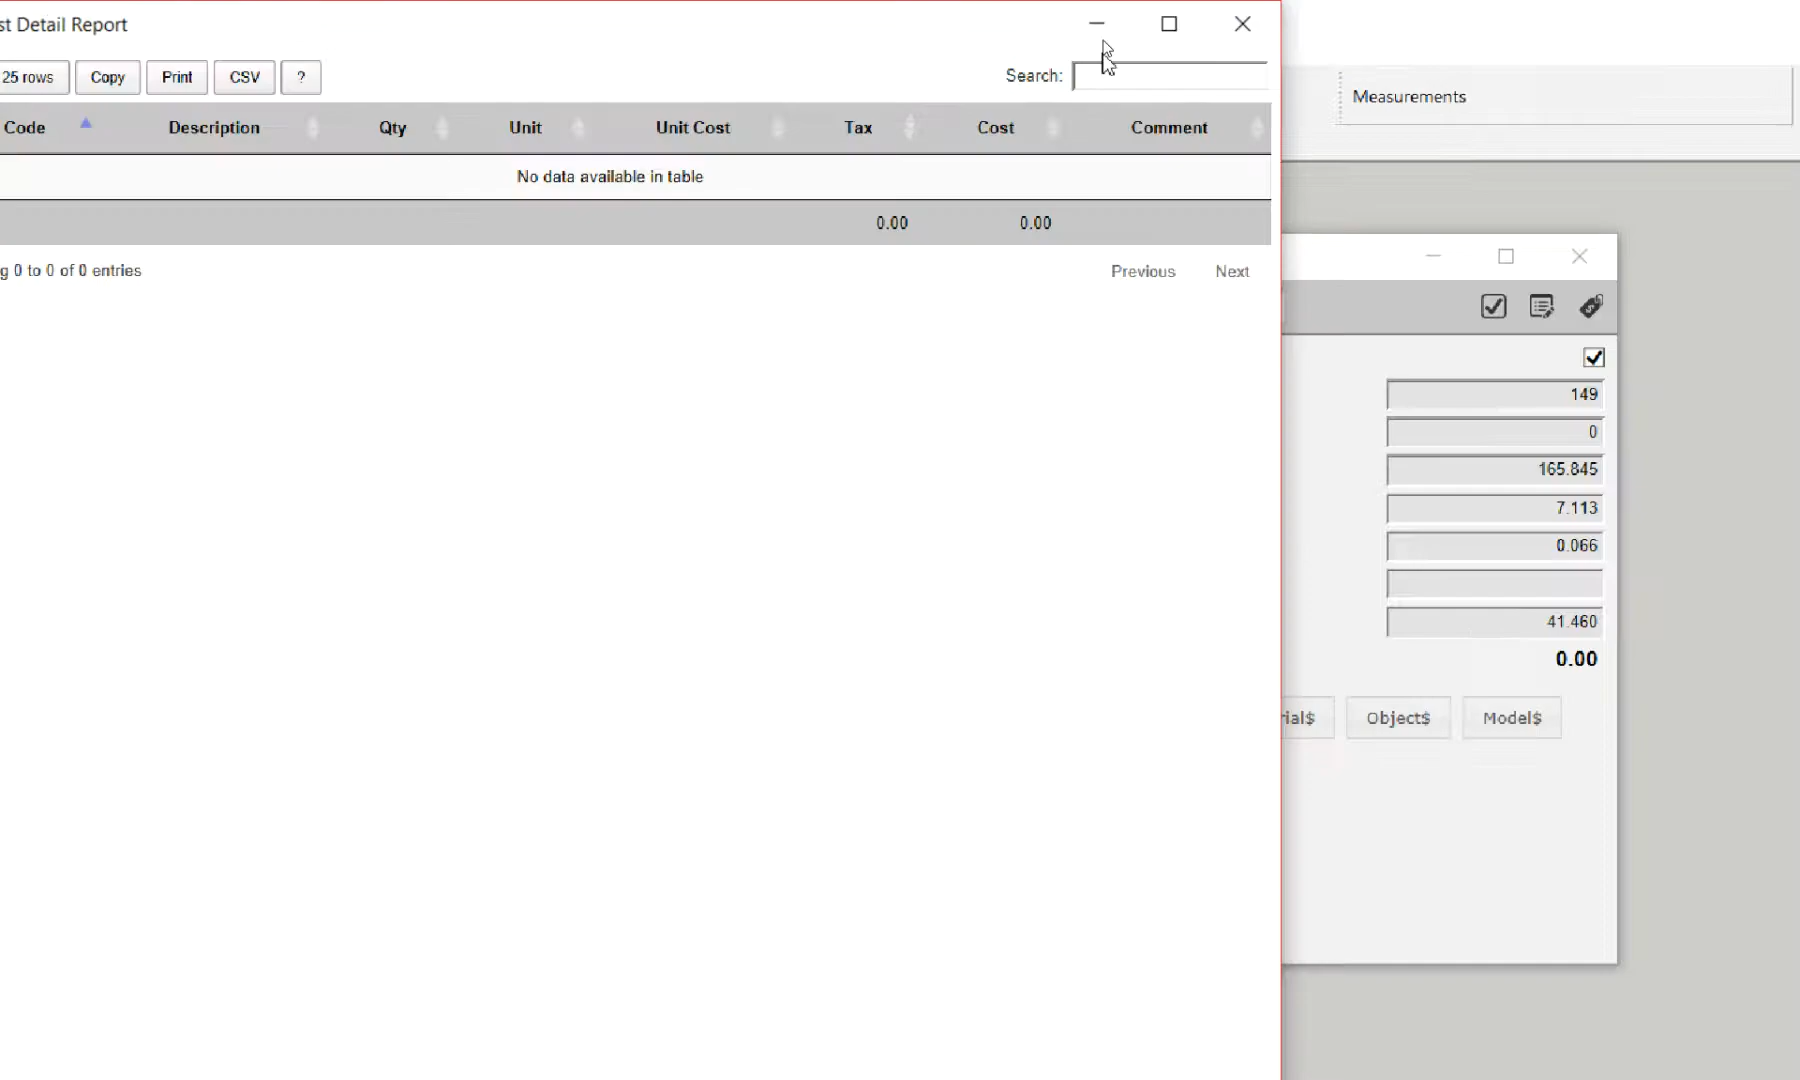 st Detail Report
25 rows Copy Print CSV ? Search:
Code Description Qty Unit Unit Cost Tax Cost Comment
No data available in table
0.00 0.00
g 0 to 0 of 0 entries Previous Next
Measurements
149
0
165.845
7.113
0.066
41.460
0.00
rial$ Object$ Model$